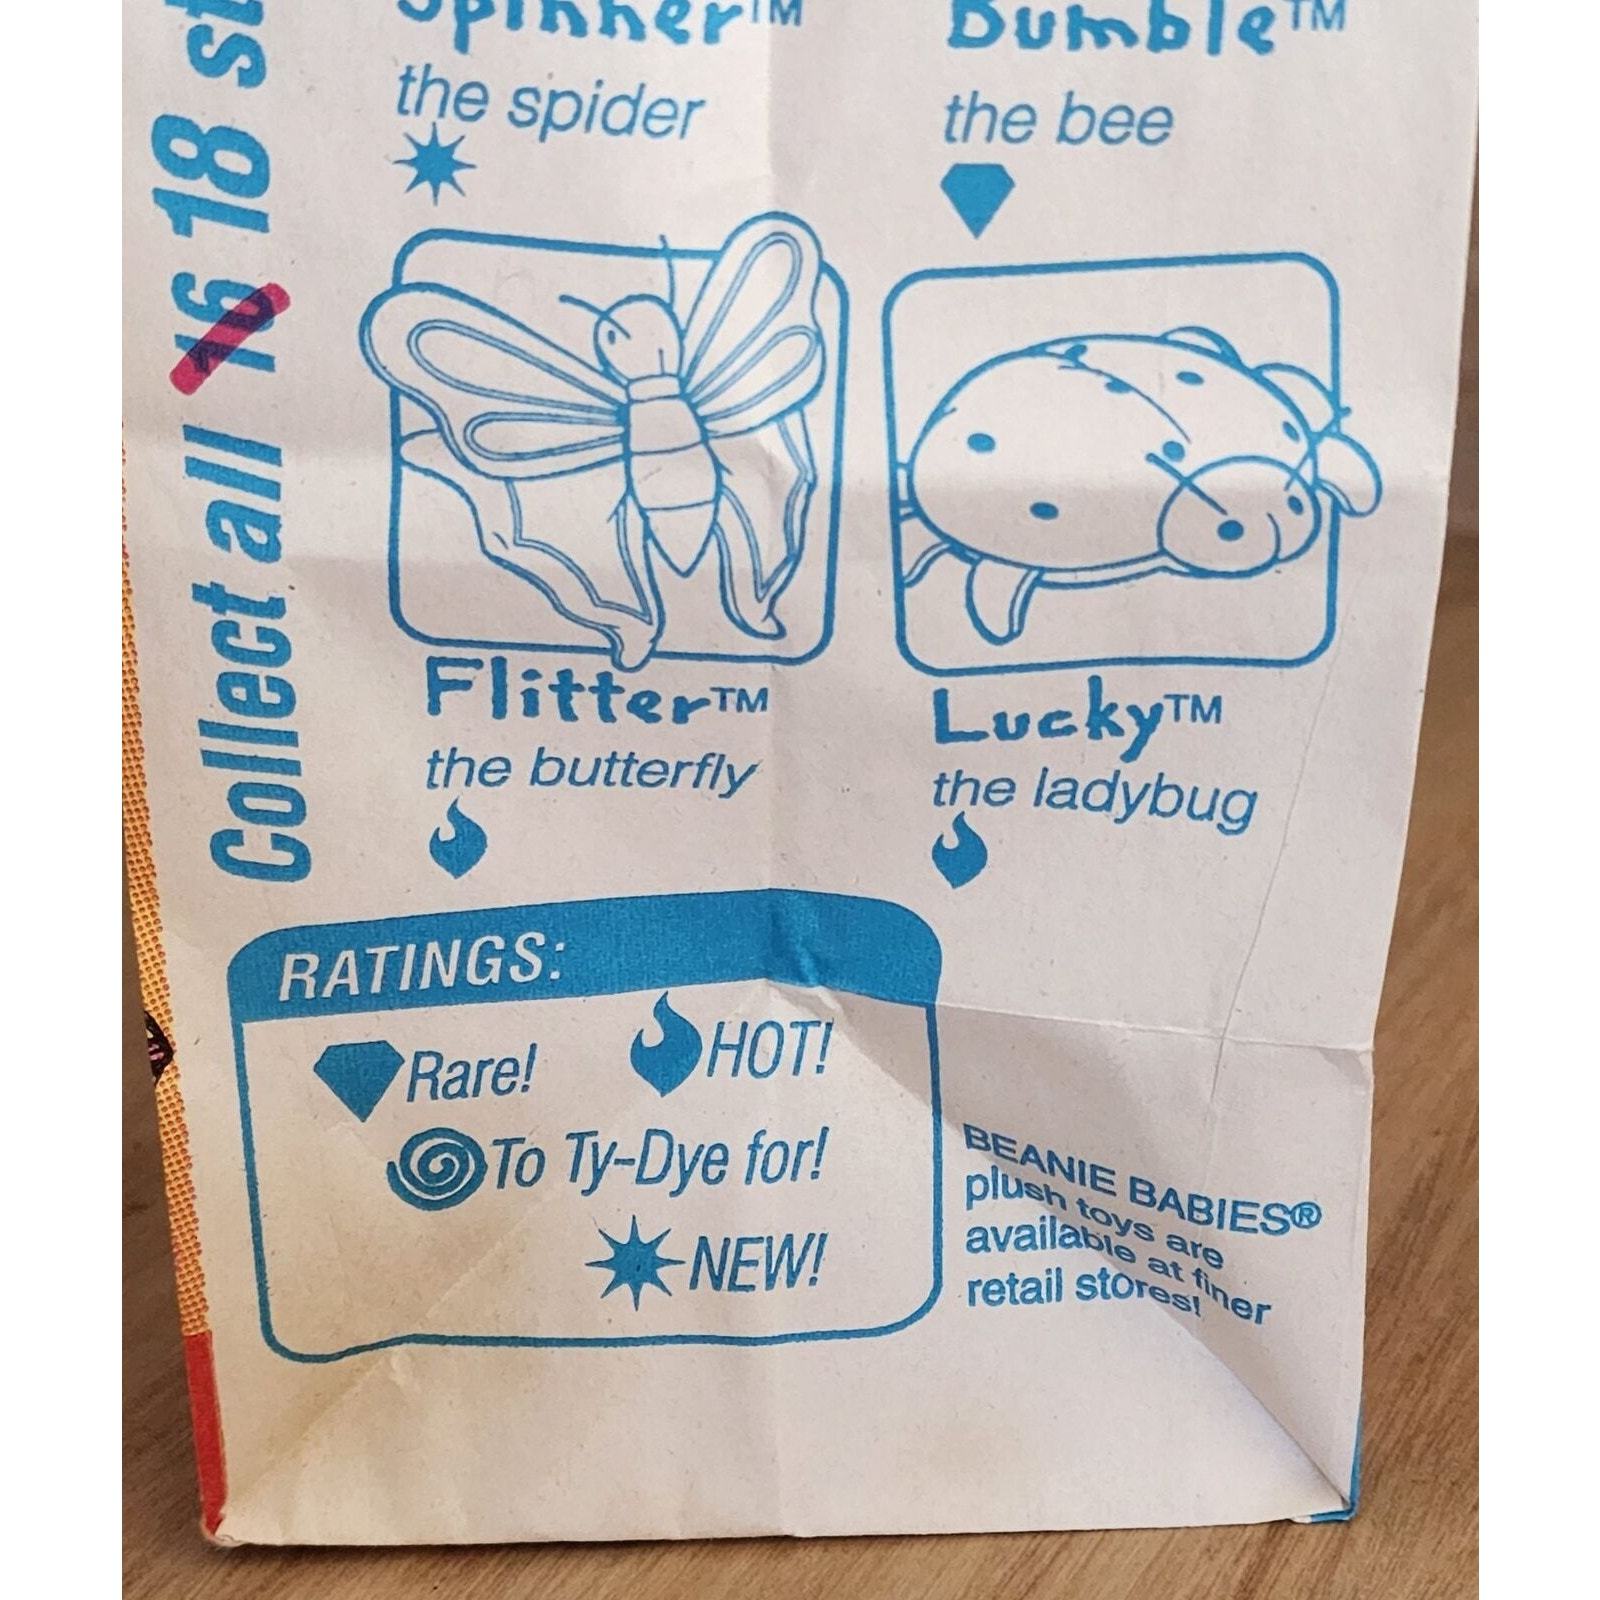 Spinner™
the spider
Bumble™
the bee
Collect all 16 18
Flitter™
the butterfly
Lucky™
the ladybug
RATINGS:
Rare!
HOT!
To Ty-Dye for!
NEW!
BEANIE BABIES®
plush toys are
available at finer
retail stores!